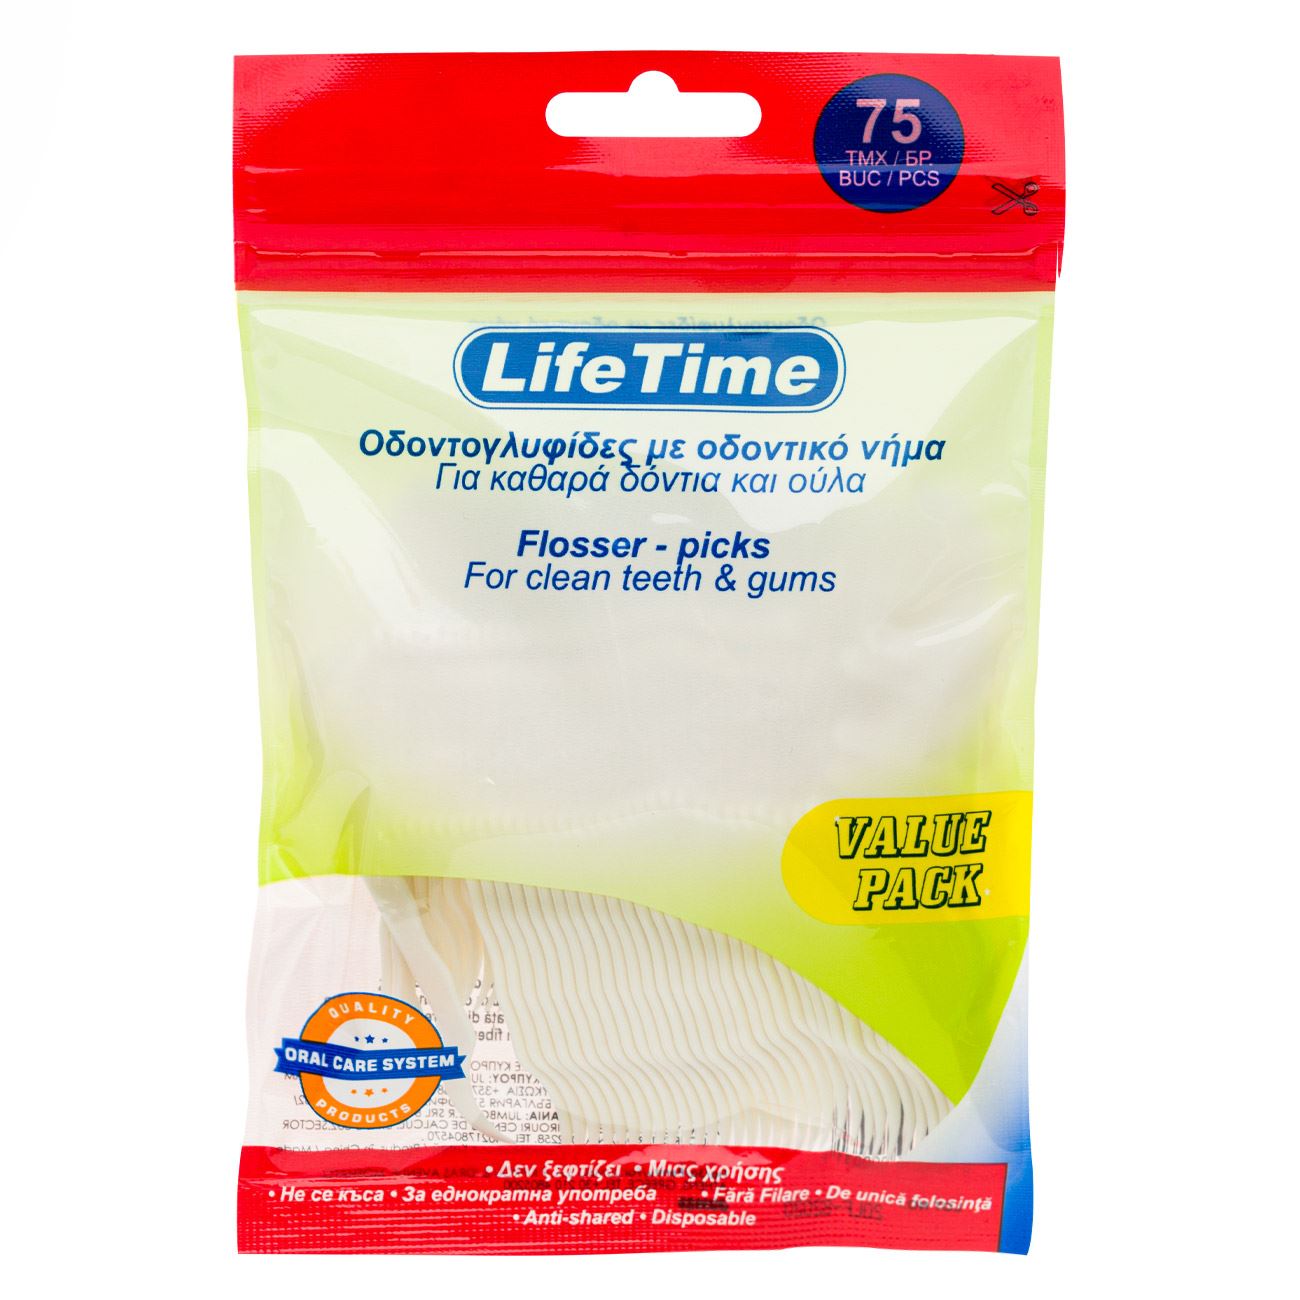 75
ΤΜΧ / БР.
BUC / PCS
LifeTime
Οδοντογλυφίδες με οδοντικό νήμα
Για καθαρά δόντια και ούλα
Flosser - picks
For clean teeth & gums
VALUE
PACK
QUALITY
ORAL CARE SYSTEM
PRODUCTS
• Δεν ξεφτίζει • Μιας χρήσης
• Не се къса • За еднократна употреба • Fără Filare • De unică folosință
• Anti-shared • Disposable